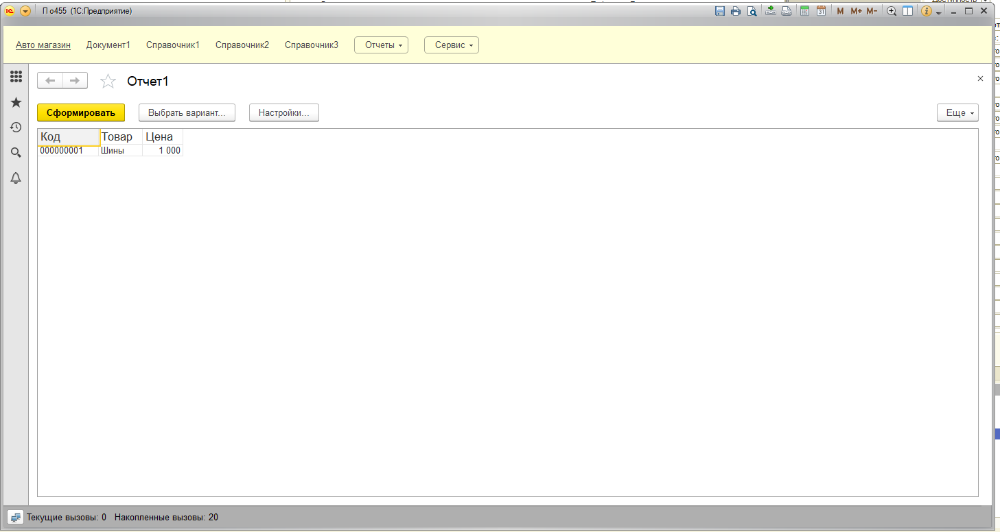 П о455 (1С:Предприятие)
M M+ M-
Авто магазин Документ1 Справочник1 Справочник2 Справочник3 Отчеты Сервис
Отчет1
Сформировать Выбрать вариант... Настройки... Еще
Код Товар Цена
000000001 Шины 1 000
Текущие вызовы: 0 Накопленные вызовы: 20